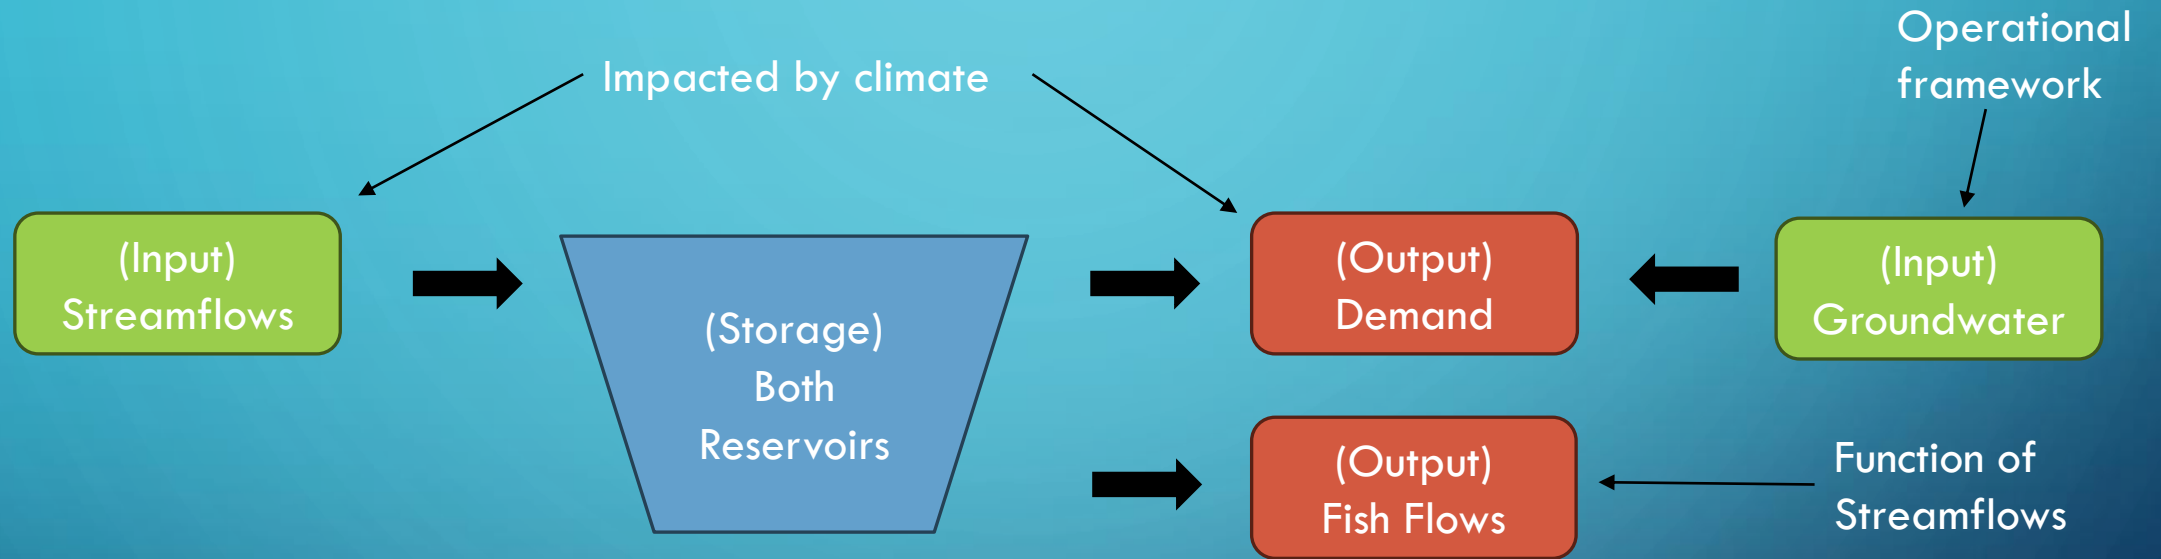 Operational
framework
Impacted by climate
(Input)
Streamflows
(Storage)
Both
Reservoirs
(Output)
Demand
(Input)
Groundwater
(Output)
Fish Flows
Function of
Streamflows